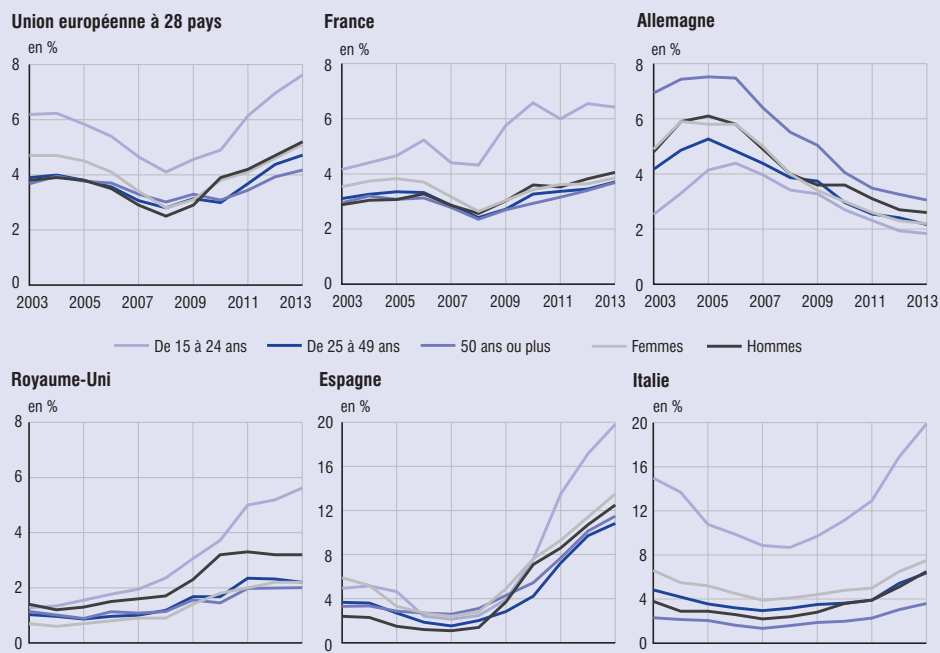 Union européenne à 28 pays
en %
8
6
4
2
0
2003 2005 2007 2009 2011 2013
France
en %
8
6
4
2
0
2003 2005 2007 2009 2011 2013
Allemagne
en %
8
6
4
2
0
2003 2005 2007 2009 2011 2013
De 15 à 24 ans De 25 à 49 ans 50 ans ou plus Femmes Hommes
Royaume-Uni
en %
8
6
4
2
0
Espagne
en %
20
16
12
8
4
0
Italie
en %
20
16
12
8
4
0